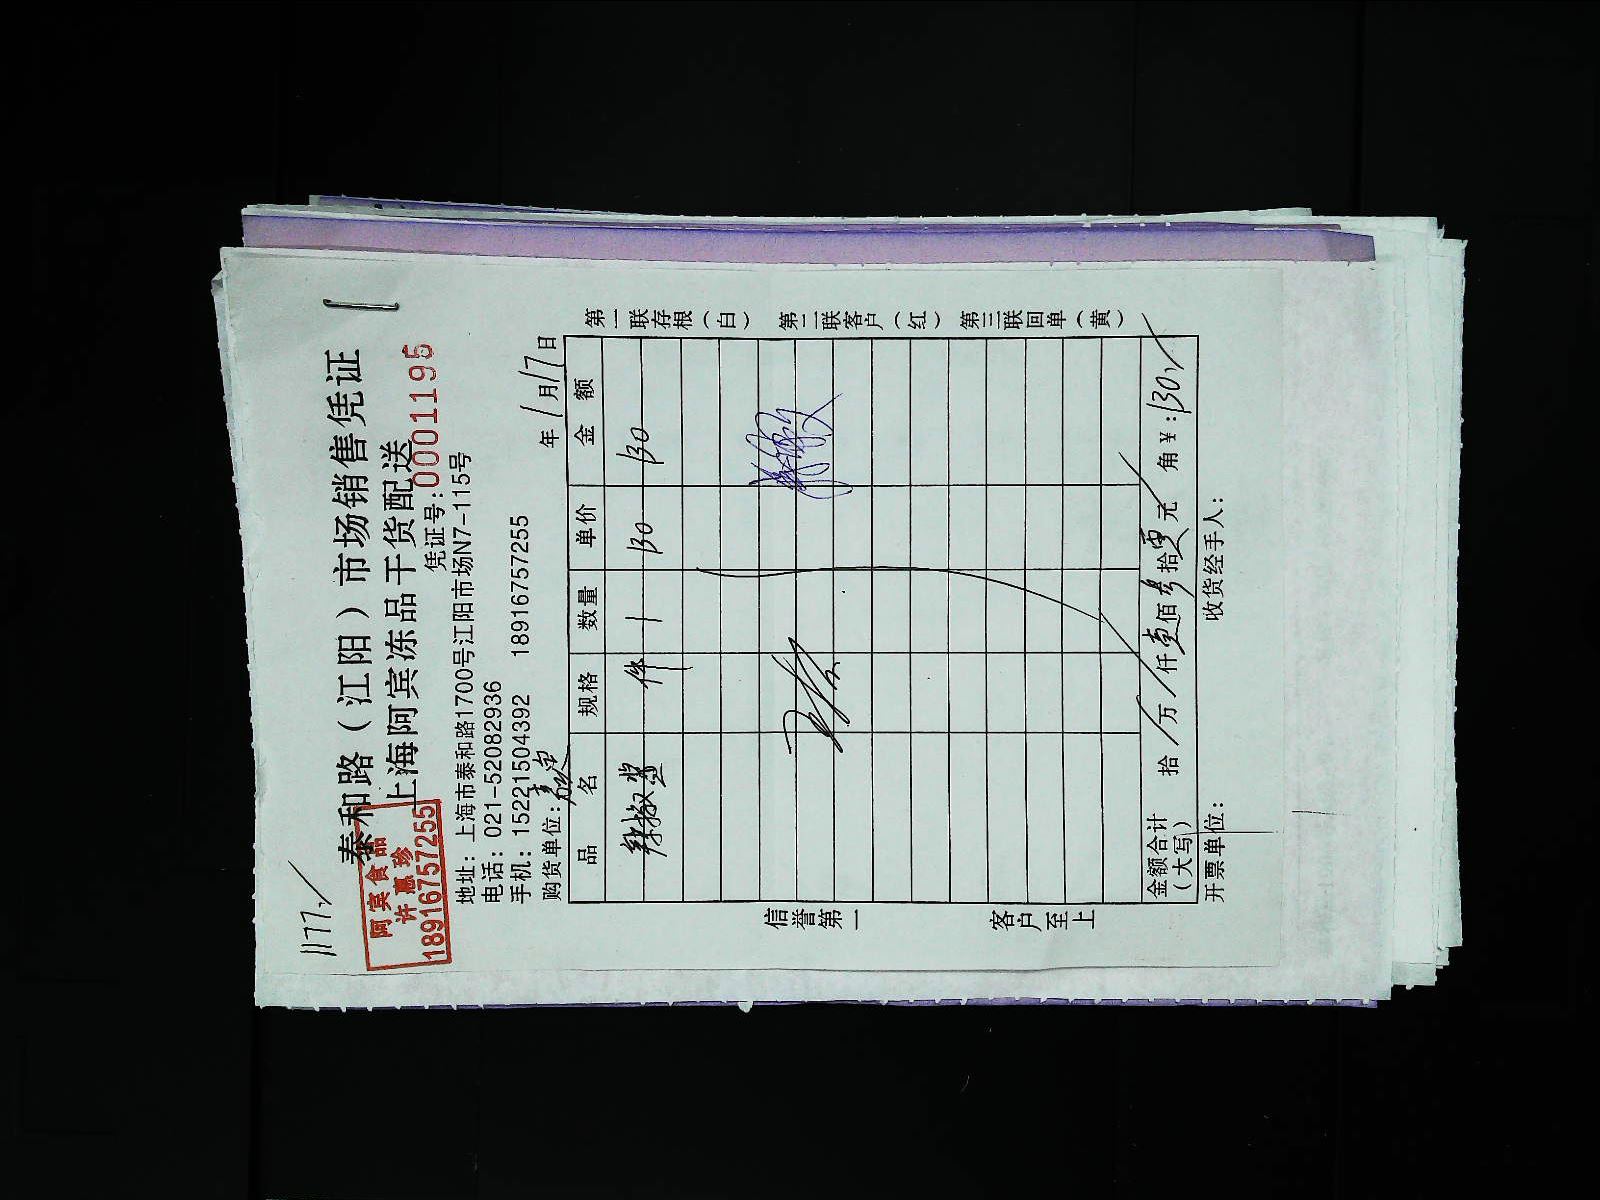 1177
泰和路（江阳）市场销售凭证
上海阿宾冻品干货配送
阿宾食品
许惠珍
18916757255
凭证号：0001195
地址：上海市泰和路1700号江阳市场N7-115号
电话：021-52082936
手机：15221504392 18916757255
购货单位： 年1月17日
品名 规格 数量 单价 金额
件 1 130 130
信誉第一
客户至上
第一联存根（白） 第二联客户（红） 第三联回单（黄）
金额合计（大写） 拾 万 仟壹佰叁拾零元 角 ¥：130
开票单位： 收货经手人：